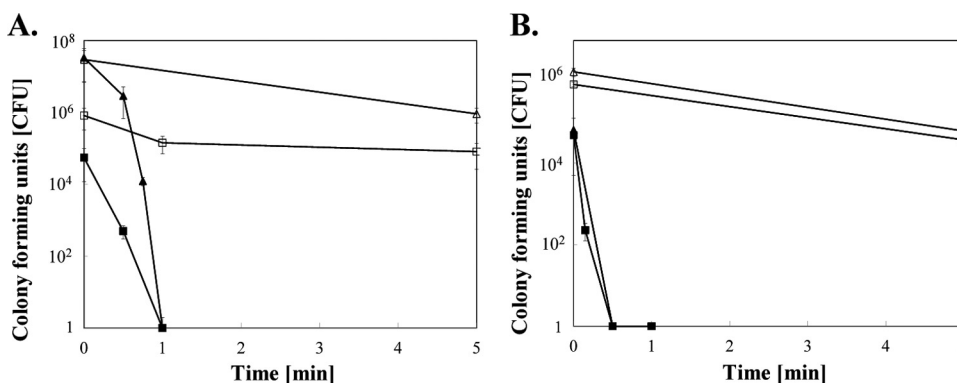 A.
B.
Colony forming units [CFU]
10^8
10^6
10^4
10^2
1
0 1 2 3 4 5
Time [min]
Colony forming units [CFU]
10^6
10^4
10^2
1
0 1 2 3 4
Time [min]